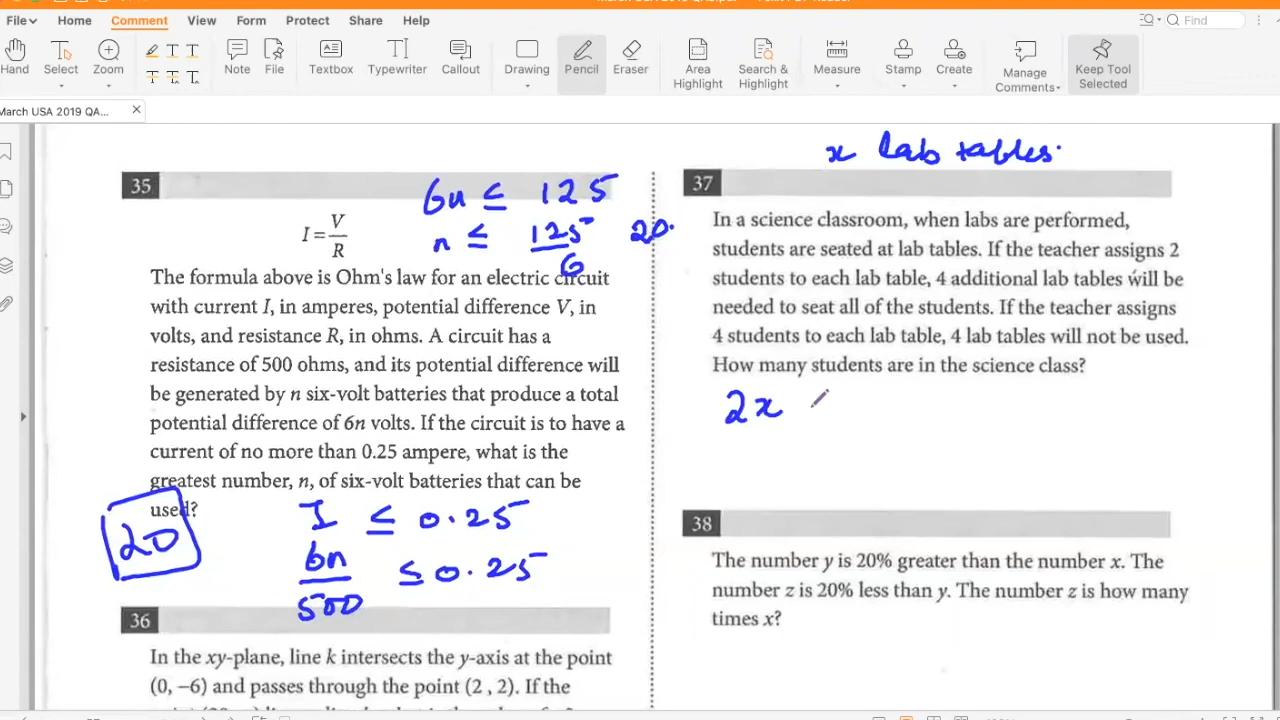 File
Home
Comment
View
Form
Protect
Share
Help
Find
Hand
Select
Zoom
Note
File
Textbox
Typewriter
Callout
Drawing
Pencil
Eraser
Area Highlight
Search & Highlight
Measure
Stamp
Create
Manage Comments
Keep Tool Selected
March USA 2019 QA...
35
6n ≤ 125
n ≤ 125/6
20.
I = V/R
The formula above is Ohm's law for an electric circuit
with current I, in amperes, potential difference V, in
volts, and resistance R, in ohms. A circuit has a
resistance of 500 ohms, and its potential difference will
be generated by n six-volt batteries that produce a total
potential difference of 6n volts. If the circuit is to have a
current of no more than 0.25 ampere, what is the
greatest number, n, of six-volt batteries that can be
used?
20
I ≤ 0.25
6n/500 ≤ 0.25
36
In the xy-plane, line k intersects the y-axis at the point
(0, −6) and passes through the point (2 , 2). If the
x lab tables.
37
In a science classroom, when labs are performed,
students are seated at lab tables. If the teacher assigns 2
students to each lab table, 4 additional lab tables will be
needed to seat all of the students. If the teacher assigns
4 students to each lab table, 4 lab tables will not be used.
How many students are in the science class?
2x
38
The number y is 20% greater than the number x. The
number z is 20% less than y. The number z is how many
times x?